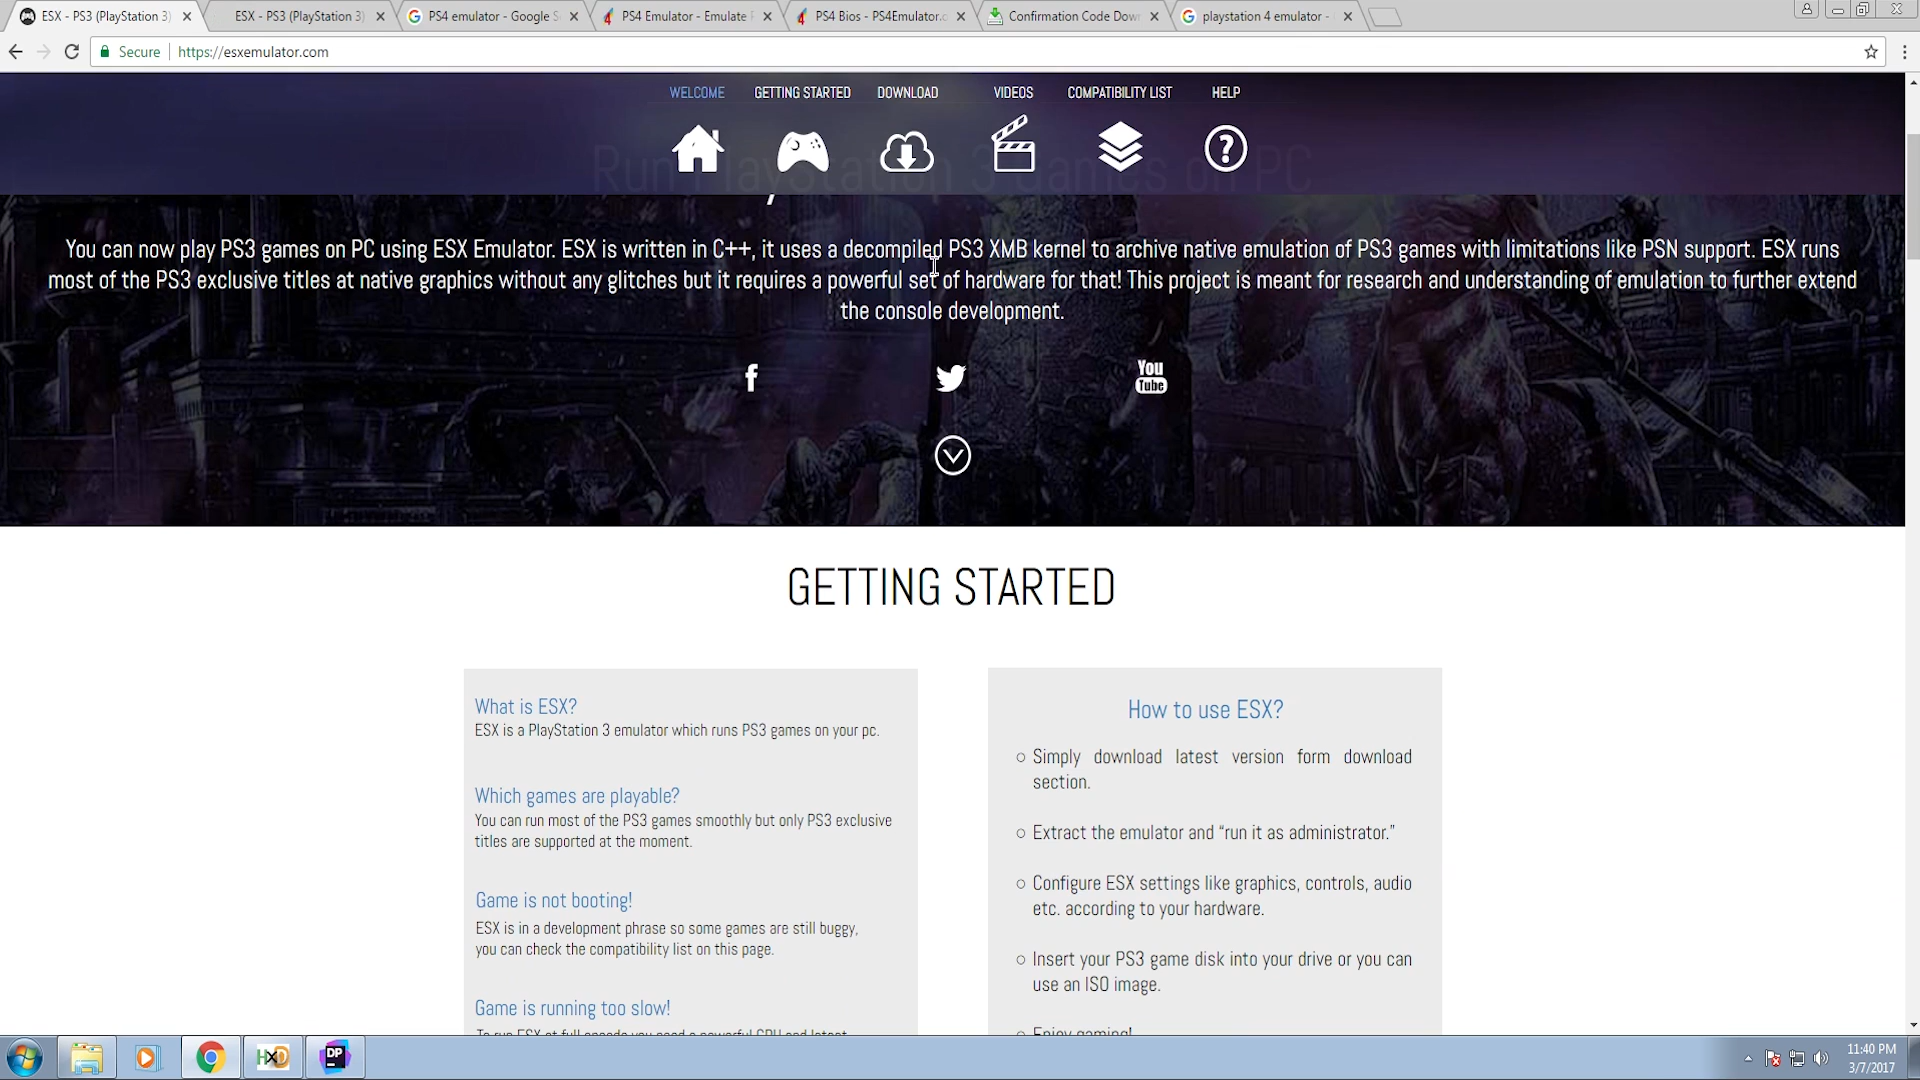 ESX - PS3 (PlayStation 3)
ESX - PS3 (PlayStation 3)
PS4 emulator - Google S
PS4 Emulator - Emulate
PS4 Bios - PS4Emulator.c
Confirmation Code Dow
playstation 4 emulator -
Secure
https://esxemulator.com
WELCOME
GETTING STARTED
DOWNLOAD
VIDEOS
COMPATIBILITY LIST
HELP
Run PlayStation 3 Games on PC
You can now play PS3 games on PC using ESX Emulator. ESX is written in C++, it uses a decompiled PS3 XMB kernel to archive native emulation of PS3 games with limitations like PSN support. ESX runs
most of the PS3 exclusive titles at native graphics without any glitches but it requires a powerful set of hardware for that! This project is meant for research and understanding of emulation to further extend
the console development.
You
Tube
GETTING STARTED
What is ESX?
ESX is a PlayStation 3 emulator which runs PS3 games on your pc.
Which games are playable?
You can run most of the PS3 games smoothly but only PS3 exclusive
titles are supported at the moment.
Game is not booting!
ESX is in a development phrase so some games are still buggy,
you can check the compatibility list on this page.
Game is running too slow!
To run ESX at full speeds you need a powerful CPU and latest
How to use ESX?
Simply download latest version form download
section.
Extract the emulator and “run it as administrator.”
Configure ESX settings like graphics, controls, audio
etc. according to your hardware.
Insert your PS3 game disk into your drive or you can
use an ISO image.
Enjoy gaming!
HXD
DP
11:40 PM
3/7/2017